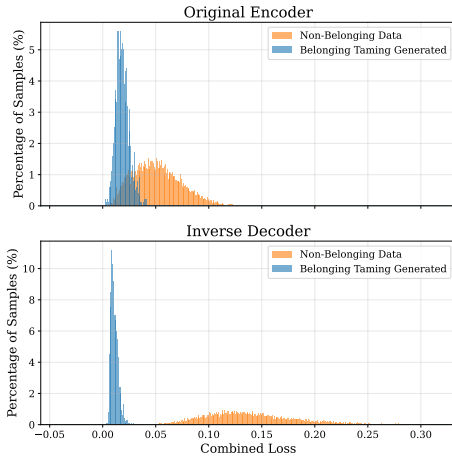 Original Encoder
Percentage of Samples (%)
5
4
3
2
1
0
Non-Belonging Data
Belonging Taming Generated
Inverse Decoder
Percentage of Samples (%)
10
8
6
4
2
0
Non-Belonging Data
Belonging Taming Generated
−0.05 0.00 0.05 0.10 0.15 0.20 0.25 0.30
Combined Loss